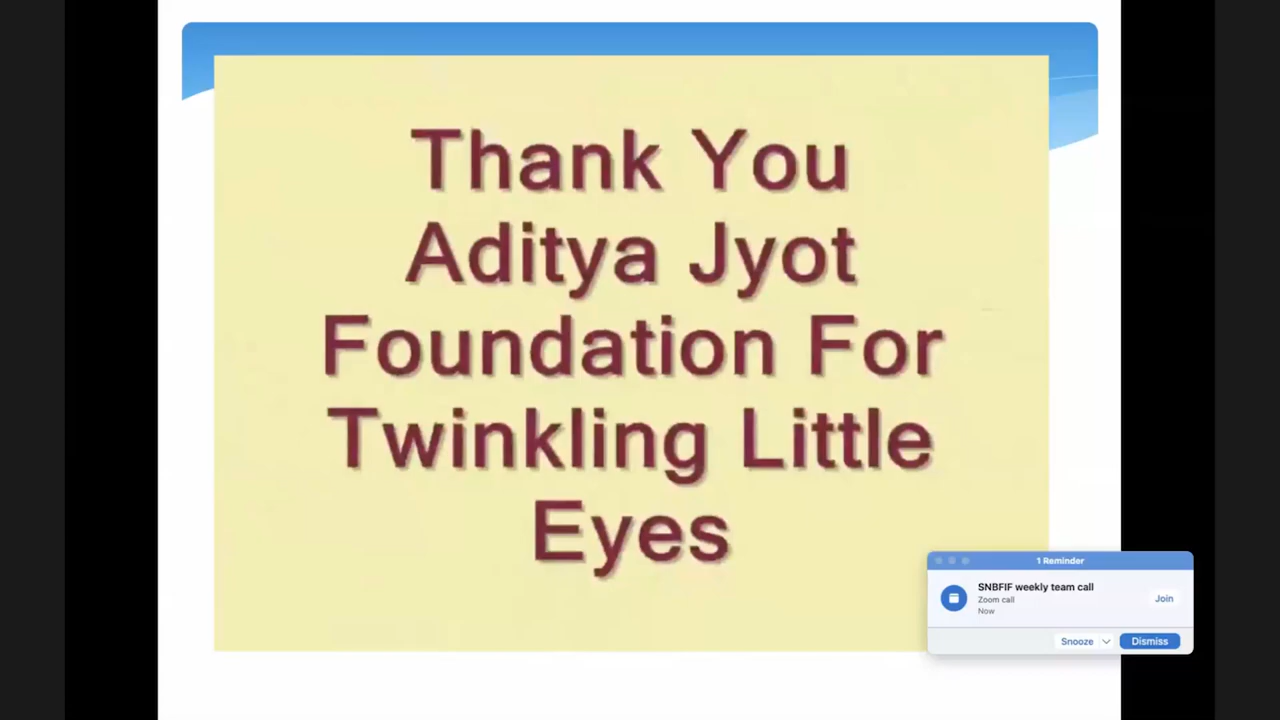 Thank You
Aditya Jyot
Foundation For
Twinkling Little
Eyes
1 Reminder
SNBFIF weekly team call
Zoom call
Now
Join
Snooze
Dismiss